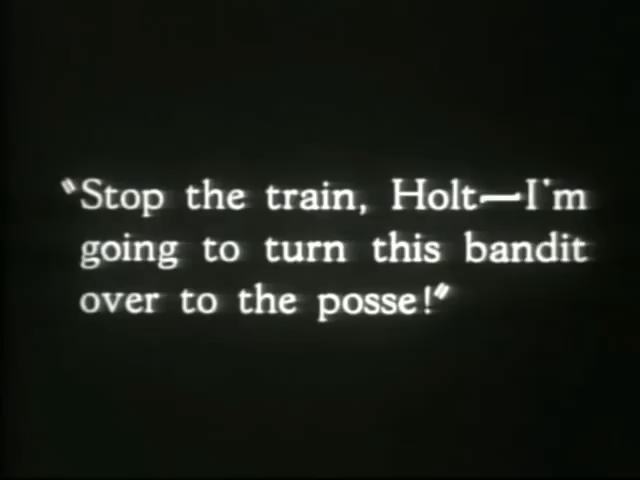 "Stop the train, Holt—I'm
going to turn this bandit
over to the posse!"